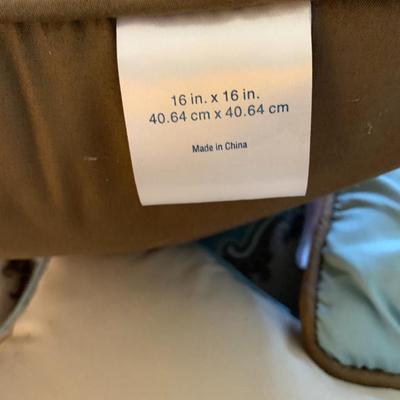 16 in. x 16 in.
40.64 cm x 40.64 cm
Made in China